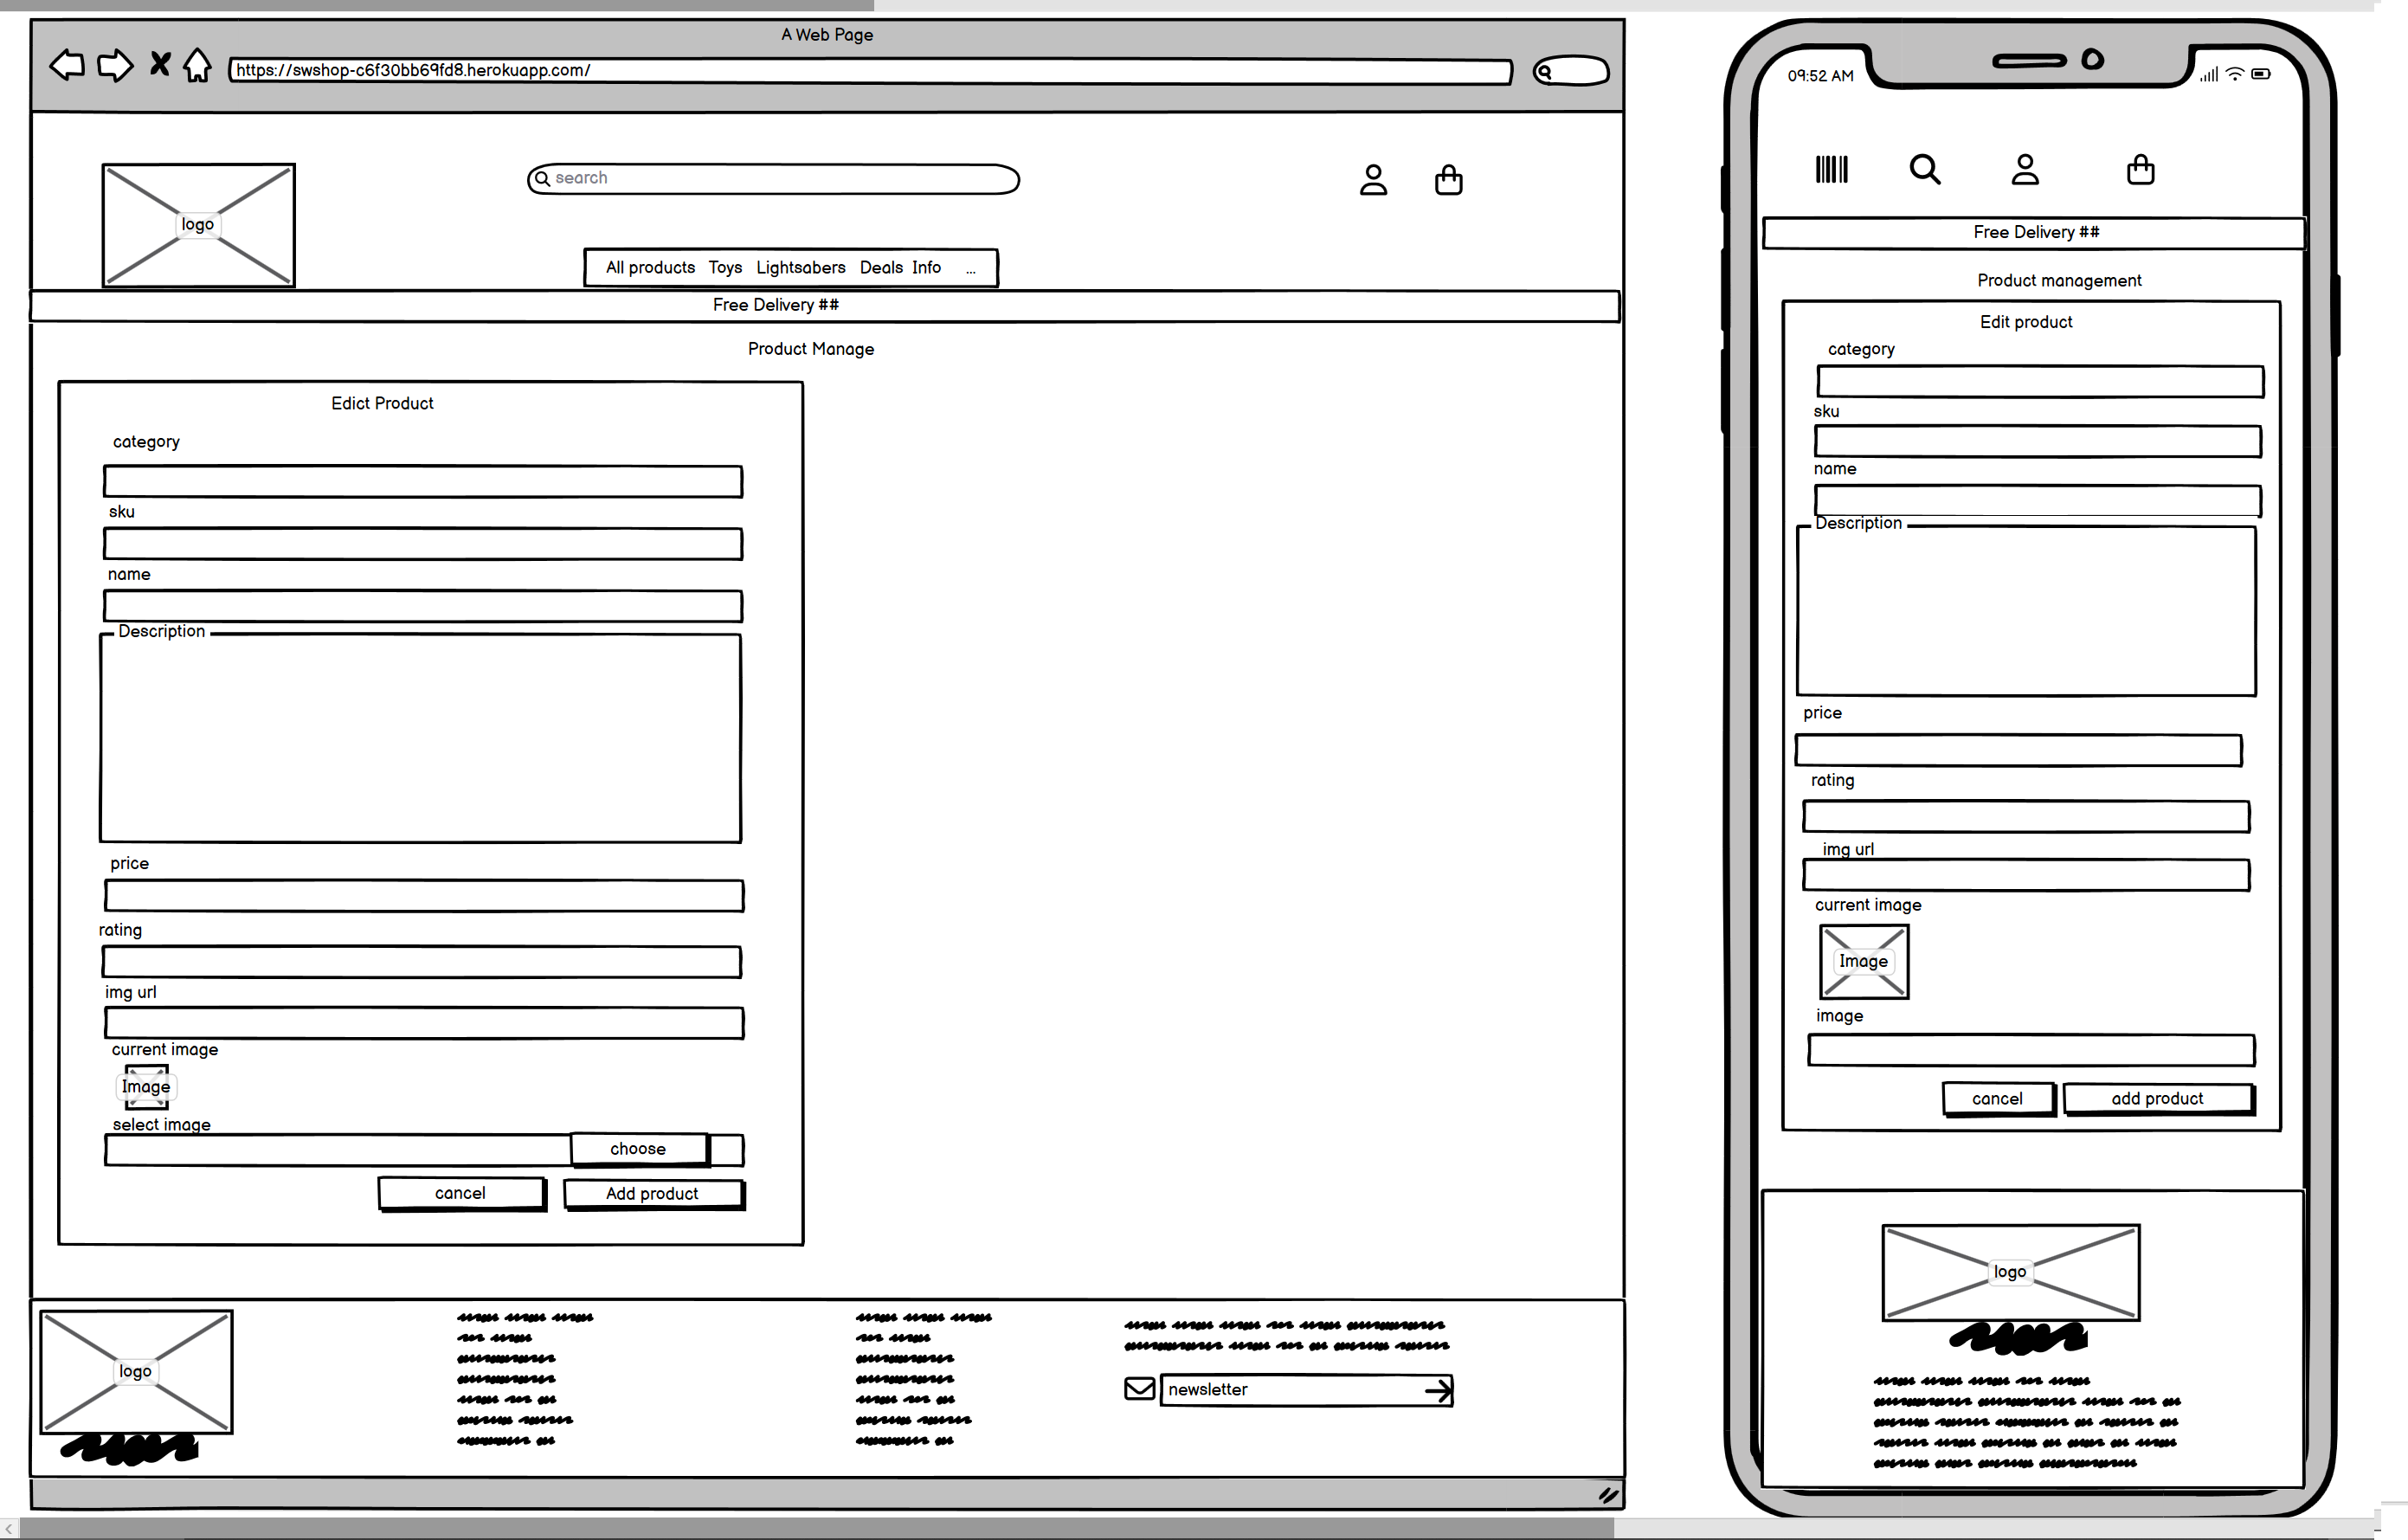 A Web Page
https://swshop-c6f30bb69fd8.herokuapp.com/
logo
search
All products Toys Lightsabers Deals Info ...
Free Delivery ##
Product Manage
Edict Product
category
sku
name
Description
price
rating
img url
current image
Image
select image
choose
cancel
Add product
logo
newsletter
09:52 AM
Free Delivery ##
Product management
Edit product
category
sku
name
Description
price
rating
img url
current image
Image
image
cancel
add product
logo